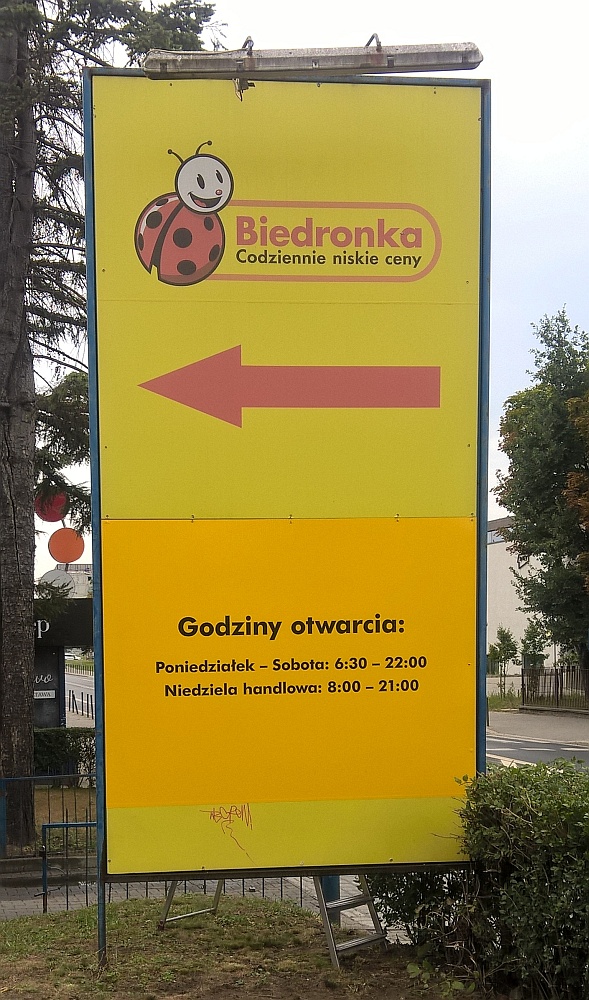 Biedronka
Codziennie niskie ceny
Godziny otwarcia:
Poniedziałek – Sobota: 6:30 – 22:00
Niedziela handlowa: 8:00 – 21:00